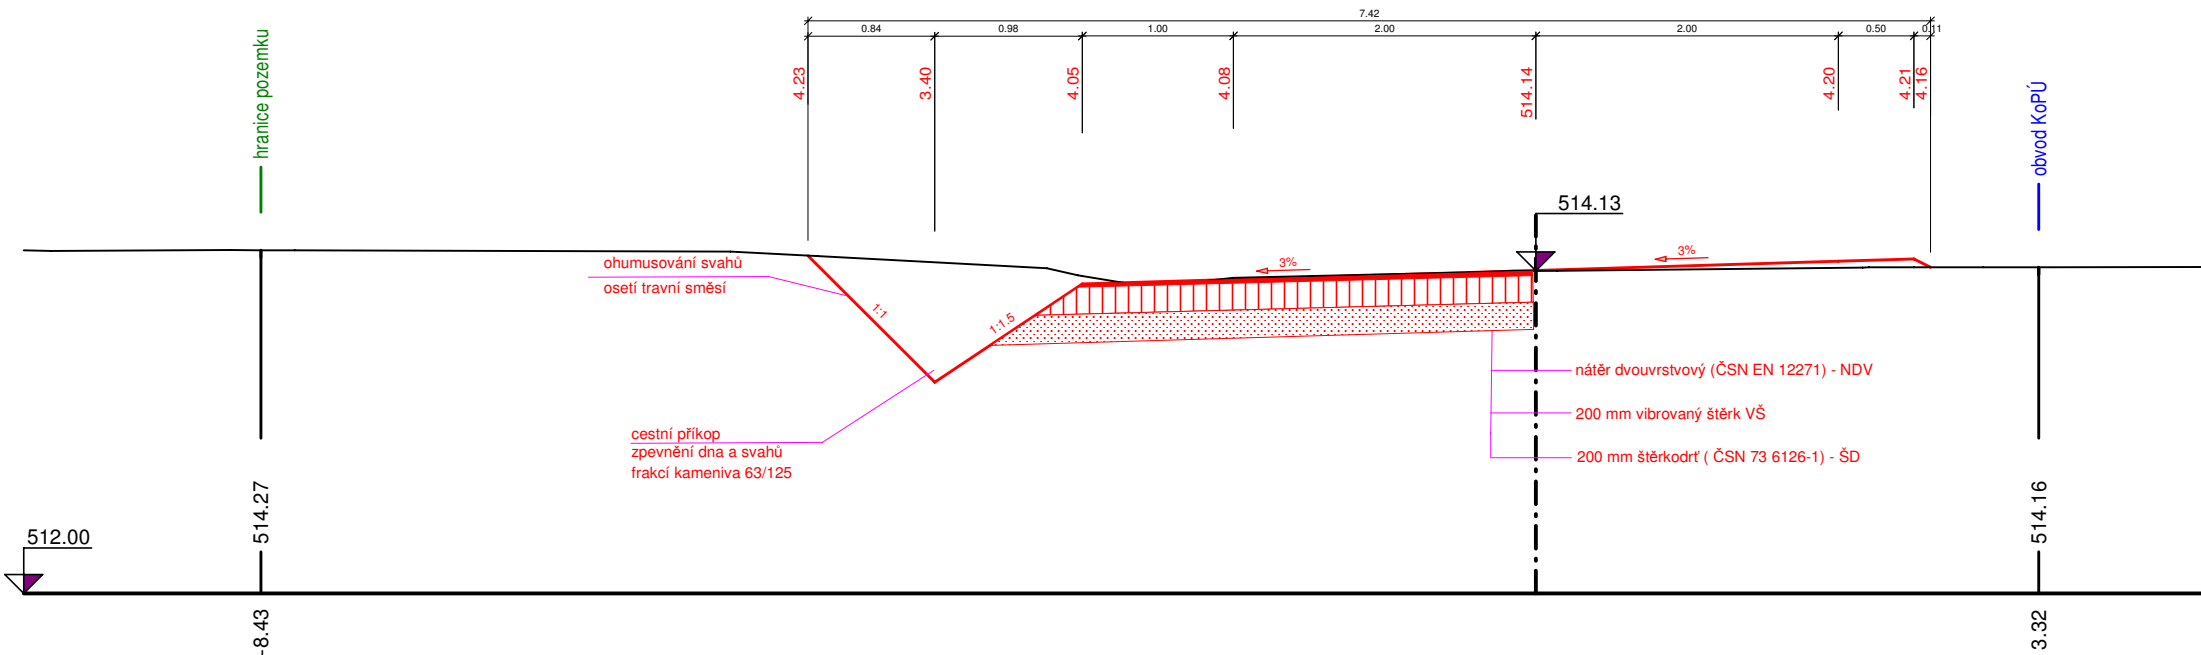 7.42
0.84
0.98
1.00
2.00
2.00
0.50
0.11
hranice pozemku
4.23
3.40
4.05
4.08
514.14
4.20
4.21
4.16
obvod KoPÚ
514.13
ohumusování svahů
osetí travní směsí
3%
3%
1:1
1:1.5
nátěr dvouvrstvový (ČSN EN 12271) - NDV
200 mm vibrovaný štěrk VŠ
200 mm štěrkodrť ( ČSN 73 6126-1) - ŠD
cestní příkop
zpevnění dna a svahů
frakcí kameniva 63/125
514.27
514.16
512.00
-8.43
3.32